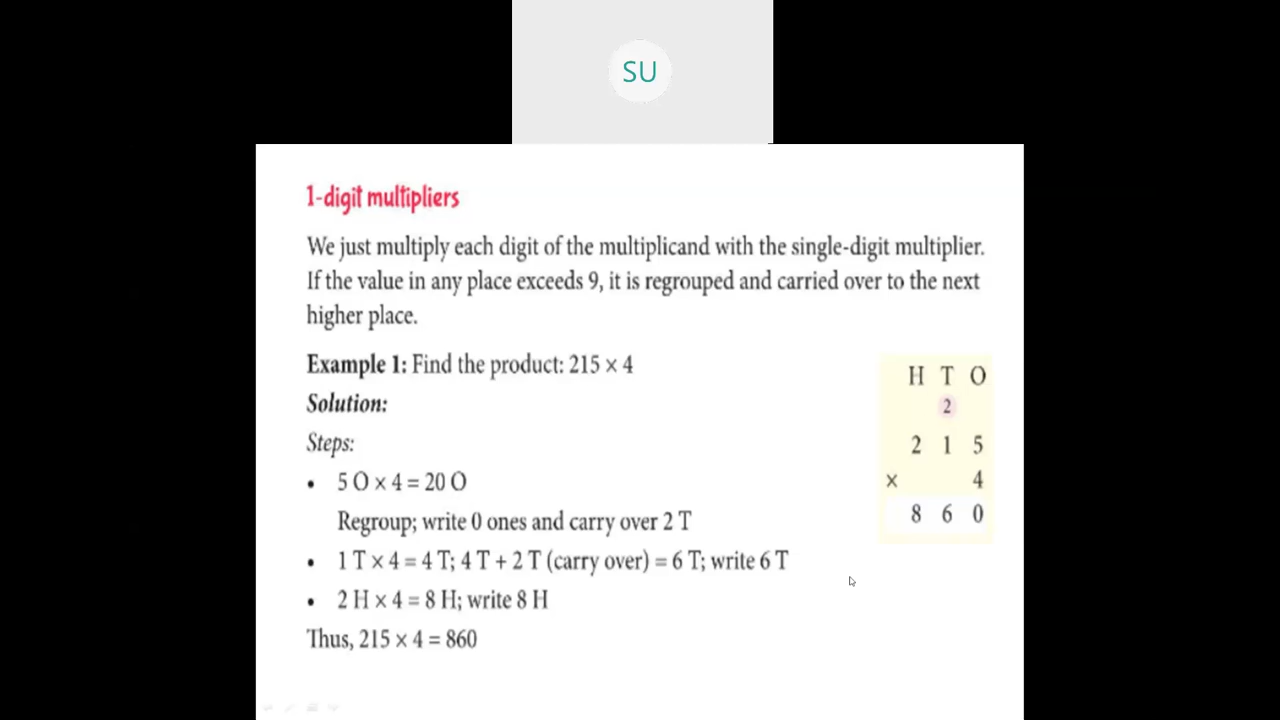 SU
1-digit multipliers
We just multiply each digit of the multiplicand with the single-digit multiplier.
If the value in any place exceeds 9, it is regrouped and carried over to the next
higher place.
Example 1: Find the product: 215 × 4
Solution:
Steps:
• 5 O × 4 = 20 O
Regroup; write 0 ones and carry over 2 T
• 1 T × 4 = 4 T; 4 T + 2 T (carry over) = 6 T; write 6 T
• 2 H × 4 = 8 H; write 8 H
Thus, 215 × 4 = 860
H T O
2
2 1 5
× 4
8 6 0